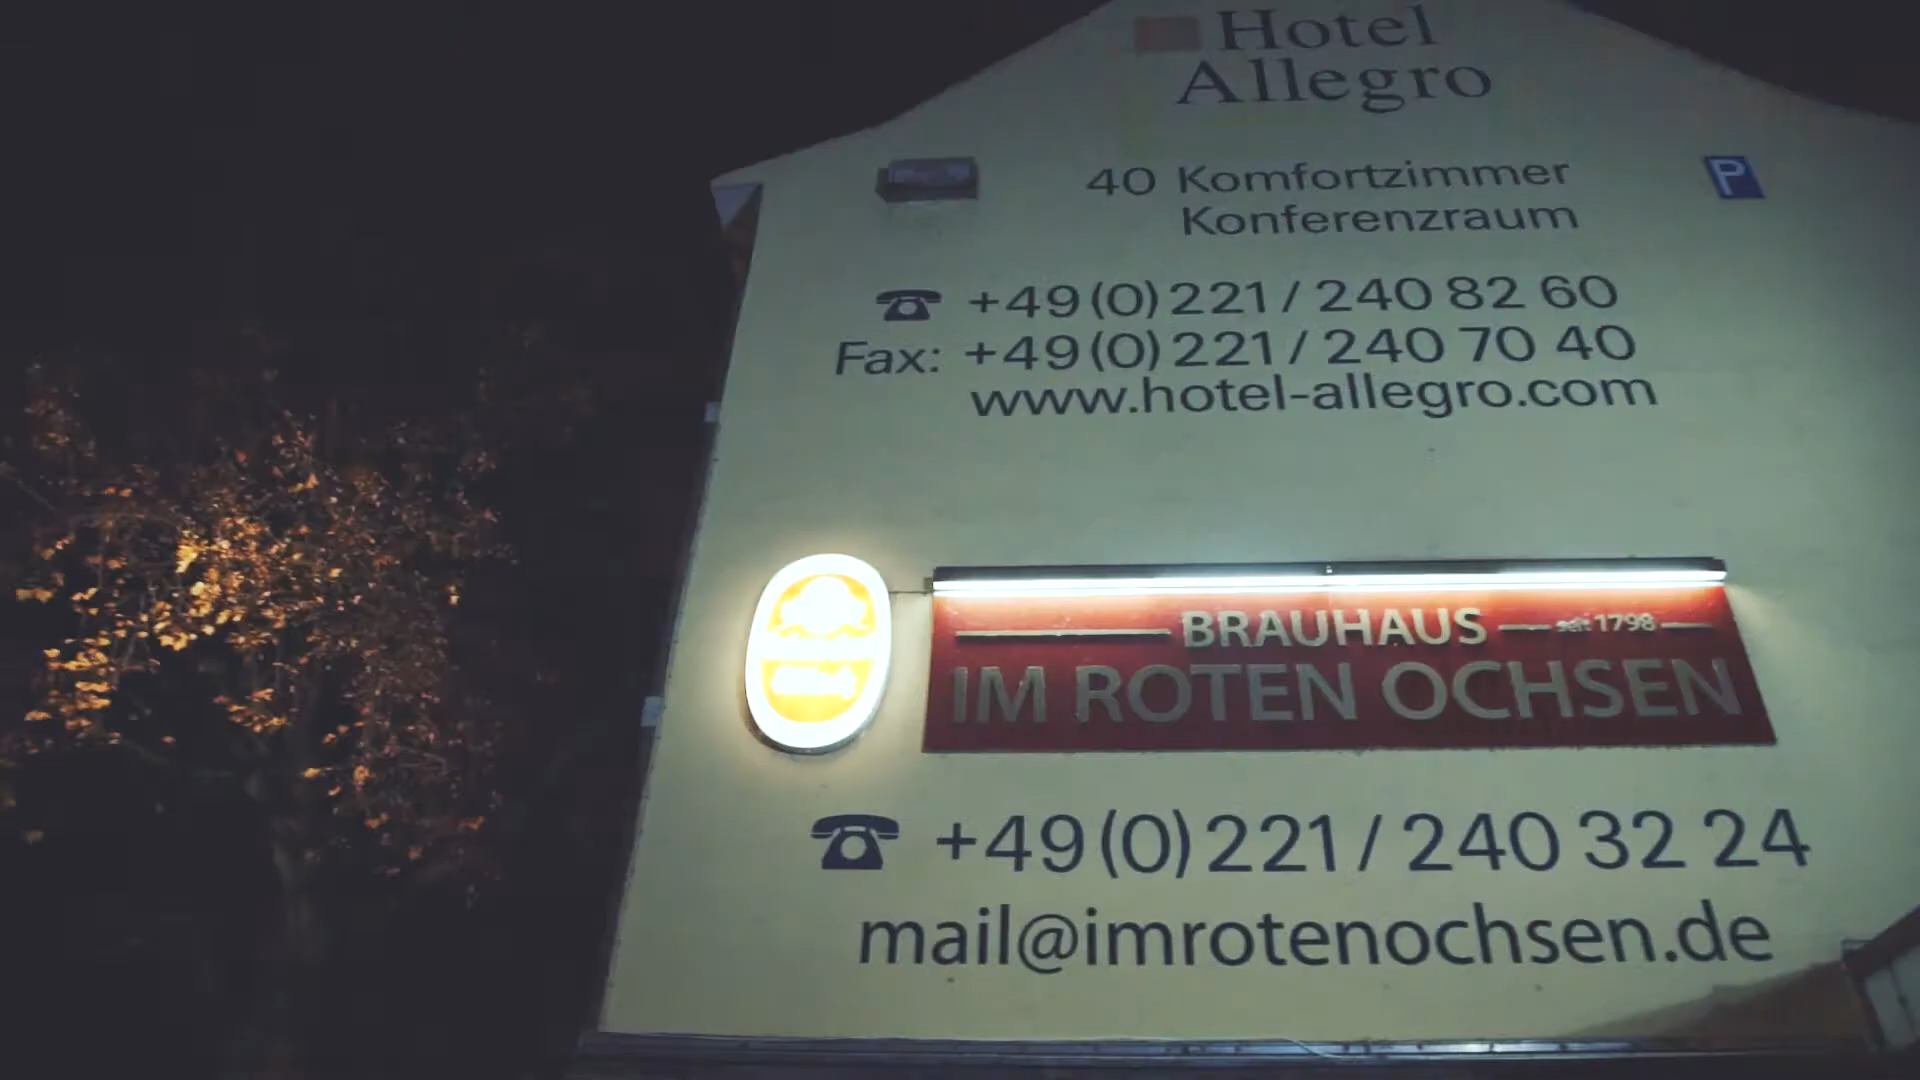 Hotel
Allegro
40 Komfortzimmer
Konferenzraum
P
+49(0)221/240 82 60
Fax: +49(0)221/240 70 40
www.hotel-allegro.com
BRAUHAUS seit 1798
IM ROTEN OCHSEN
+49(0)221/240 32 24
mail@imrotenochsen.de